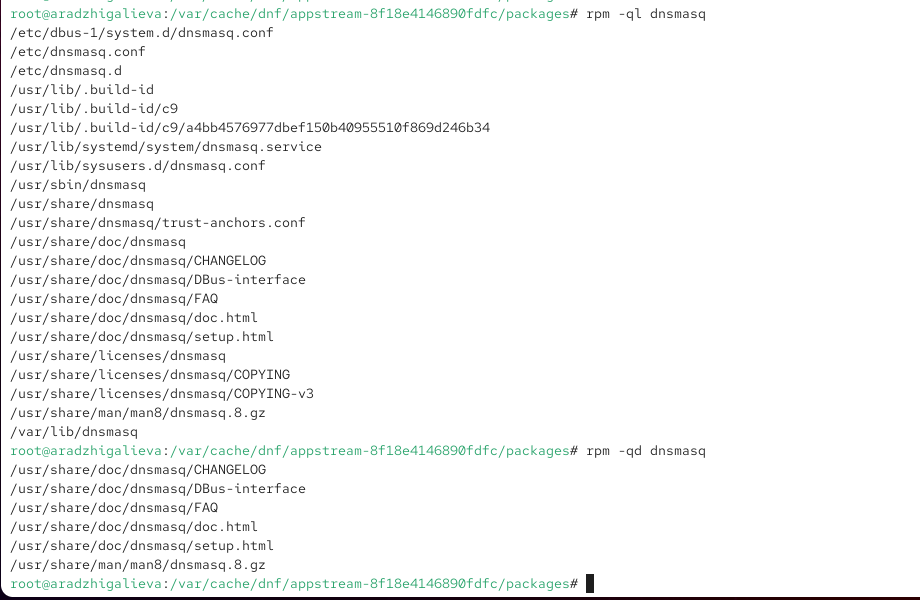 root@aradzhigalieva:/var/cache/dnf/appstream-8f18e4146890fdfc/packages# rpm -ql dnsmasq
/etc/dbus-1/system.d/dnsmasq.conf
/etc/dnsmasq.conf
/etc/dnsmasq.d
/usr/lib/.build-id
/usr/lib/.build-id/c9
/usr/lib/.build-id/c9/a4bb4576977dbef150b40955510f869d246b34
/usr/lib/systemd/system/dnsmasq.service
/usr/lib/sysusers.d/dnsmasq.conf
/usr/sbin/dnsmasq
/usr/share/dnsmasq
/usr/share/dnsmasq/trust-anchors.conf
/usr/share/doc/dnsmasq
/usr/share/doc/dnsmasq/CHANGELOG
/usr/share/doc/dnsmasq/DBus-interface
/usr/share/doc/dnsmasq/FAQ
/usr/share/doc/dnsmasq/doc.html
/usr/share/doc/dnsmasq/setup.html
/usr/share/licenses/dnsmasq
/usr/share/licenses/dnsmasq/COPYING
/usr/share/licenses/dnsmasq/COPYING-v3
/usr/share/man/man8/dnsmasq.8.gz
/var/lib/dnsmasq
root@aradzhigalieva:/var/cache/dnf/appstream-8f18e4146890fdfc/packages# rpm -qd dnsmasq
/usr/share/doc/dnsmasq/CHANGELOG
/usr/share/doc/dnsmasq/DBus-interface
/usr/share/doc/dnsmasq/FAQ
/usr/share/doc/dnsmasq/doc.html
/usr/share/doc/dnsmasq/setup.html
/usr/share/man/man8/dnsmasq.8.gz
root@aradzhigalieva:/var/cache/dnf/appstream-8f18e4146890fdfc/packages#